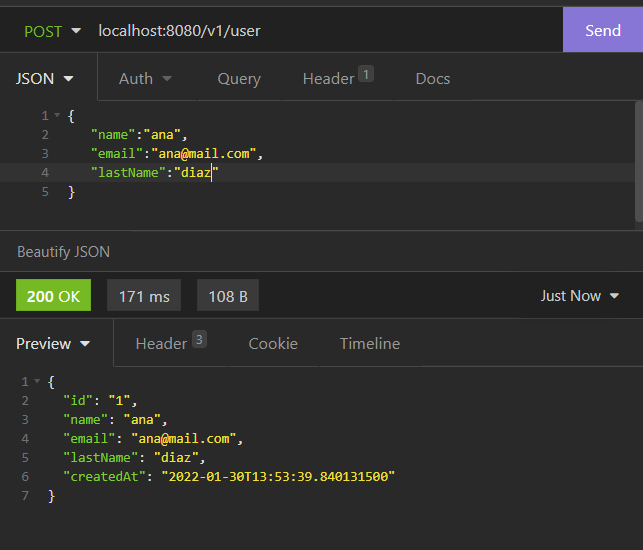 POST localhost:8080/v1/user Send
JSON Auth Query Header 1 Docs
1 {
2 "name":"ana",
3 "email":"ana@mail.com",
4 "lastName":"diaz"
5 }
Beautify JSON
200 OK 171 ms 108 B Just Now
Preview Header 3 Cookie Timeline
1 {
2 "id": "1",
3 "name": "ana",
4 "email": "ana@mail.com",
5 "lastName": "diaz",
6 "createdAt": "2022-01-30T13:53:39.840131500"
7 }